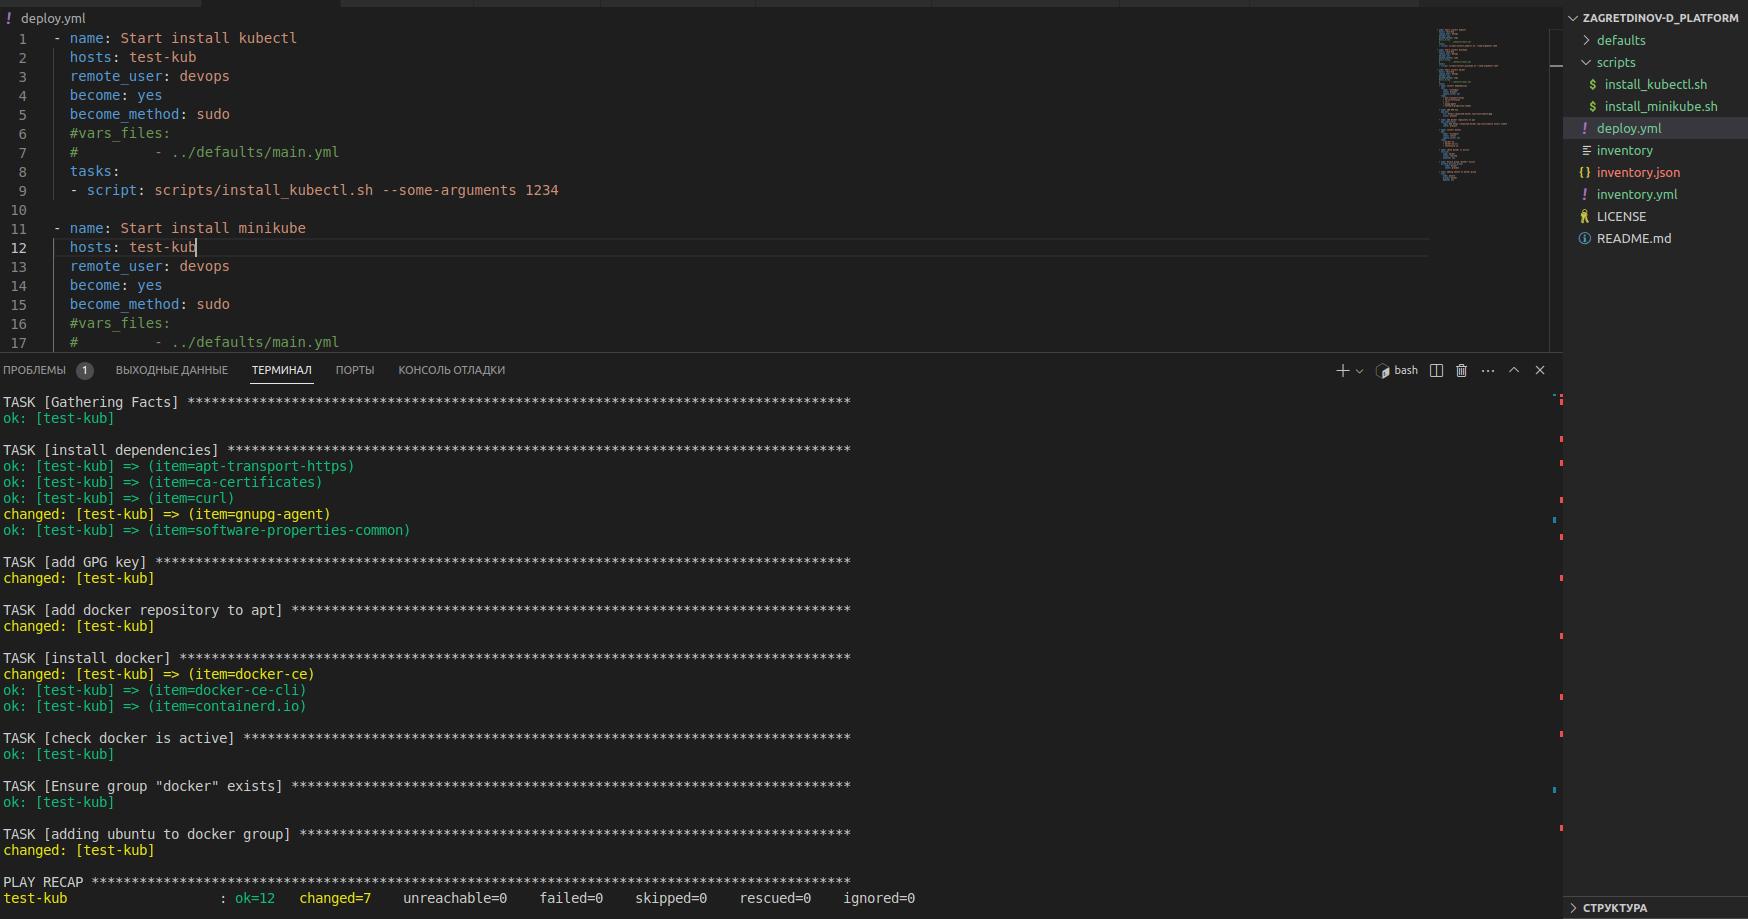 deploy.yml
1 - name: Start install kubectl
2 hosts: test-kub
3 remote_user: devops
4 become: yes
5 become_method: sudo
6 #vars_files:
7 # - ../defaults/main.yml
8 tasks:
9 - script: scripts/install_kubectl.sh --some-arguments 1234
10
11 - name: Start install minikube
12 hosts: test-kub
13 remote_user: devops
14 become: yes
15 become_method: sudo
16 #vars_files:
17 # - ../defaults/main.yml
ПРОБЛЕМЫ 1 ВЫХОДНЫЕ ДАННЫЕ ТЕРМИНАЛ ПОРТЫ КОНСОЛЬ ОТЛАДКИ
bash
TASK [Gathering Facts] ***********************************************************************************
ok: [test-kub]
TASK [install dependencies] ******************************************************************************
ok: [test-kub] => (item=apt-transport-https)
ok: [test-kub] => (item=ca-certificates)
ok: [test-kub] => (item=curl)
changed: [test-kub] => (item=gnupg-agent)
ok: [test-kub] => (item=software-properties-common)
TASK [add GPG key] ***************************************************************************************
changed: [test-kub]
TASK [add docker repository to apt] **********************************************************************
changed: [test-kub]
TASK [install docker] ************************************************************************************
changed: [test-kub] => (item=docker-ce)
ok: [test-kub] => (item=docker-ce-cli)
ok: [test-kub] => (item=containerd.io)
TASK [check docker is active] ****************************************************************************
ok: [test-kub]
TASK [Ensure group "docker" exists] **********************************************************************
ok: [test-kub]
TASK [adding ubuntu to docker group] *********************************************************************
changed: [test-kub]
PLAY RECAP ***********************************************************************************************
test-kub : ok=12 changed=7 unreachable=0 failed=0 skipped=0 rescued=0 ignored=0
ZAGRETDINOV-D_PLATFORM
defaults
scripts
$ install_kubectl.sh
$ install_minikube.sh
! deploy.yml
inventory
{} inventory.json
! inventory.yml
LICENSE
README.md
СТРУКТУРА